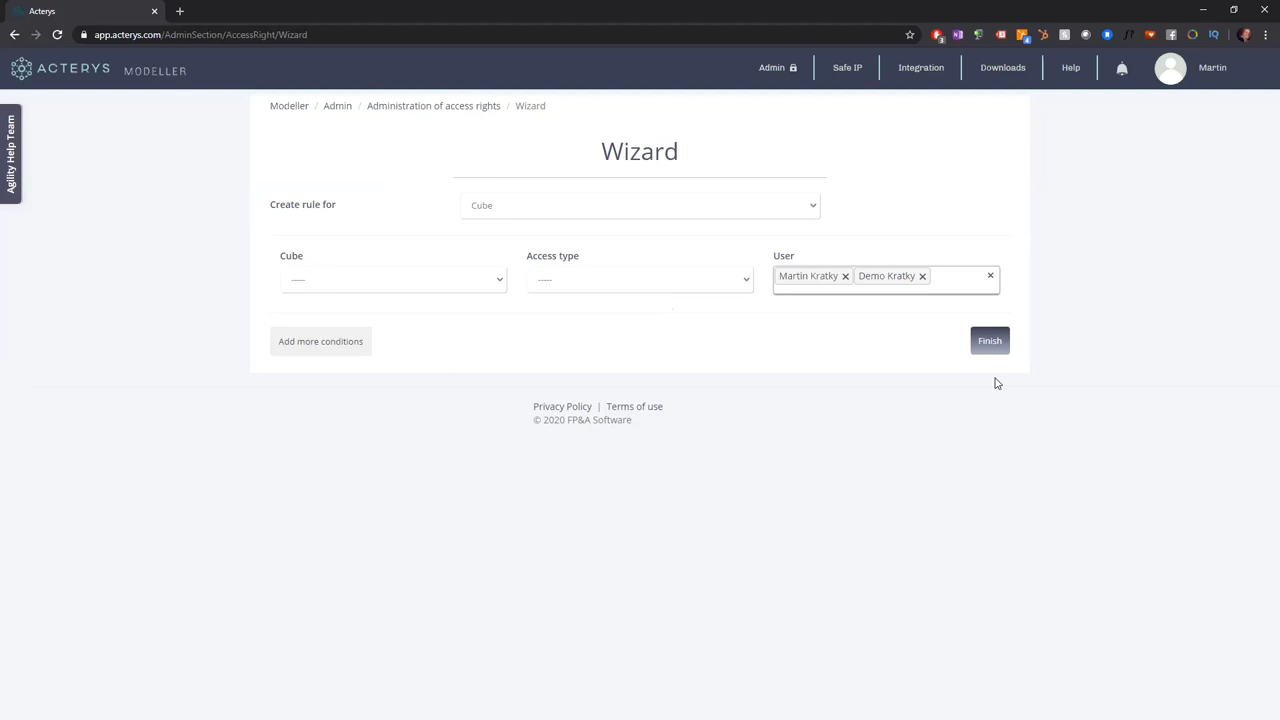 Acterys
app.acterys.com/AdminSection/AccessRight/Wizard
ACTERYS MODELLER
Admin Safe IP Integration Downloads Help Martin
Agility Help Team
Modeller / Admin / Administration of access rights / Wizard
Wizard
Create rule for Cube
Cube Access type User
----- ----- Martin Kratky Demo Kratky
Add more conditions Finish
Privacy Policy | Terms of use
© 2020 FP&A Software